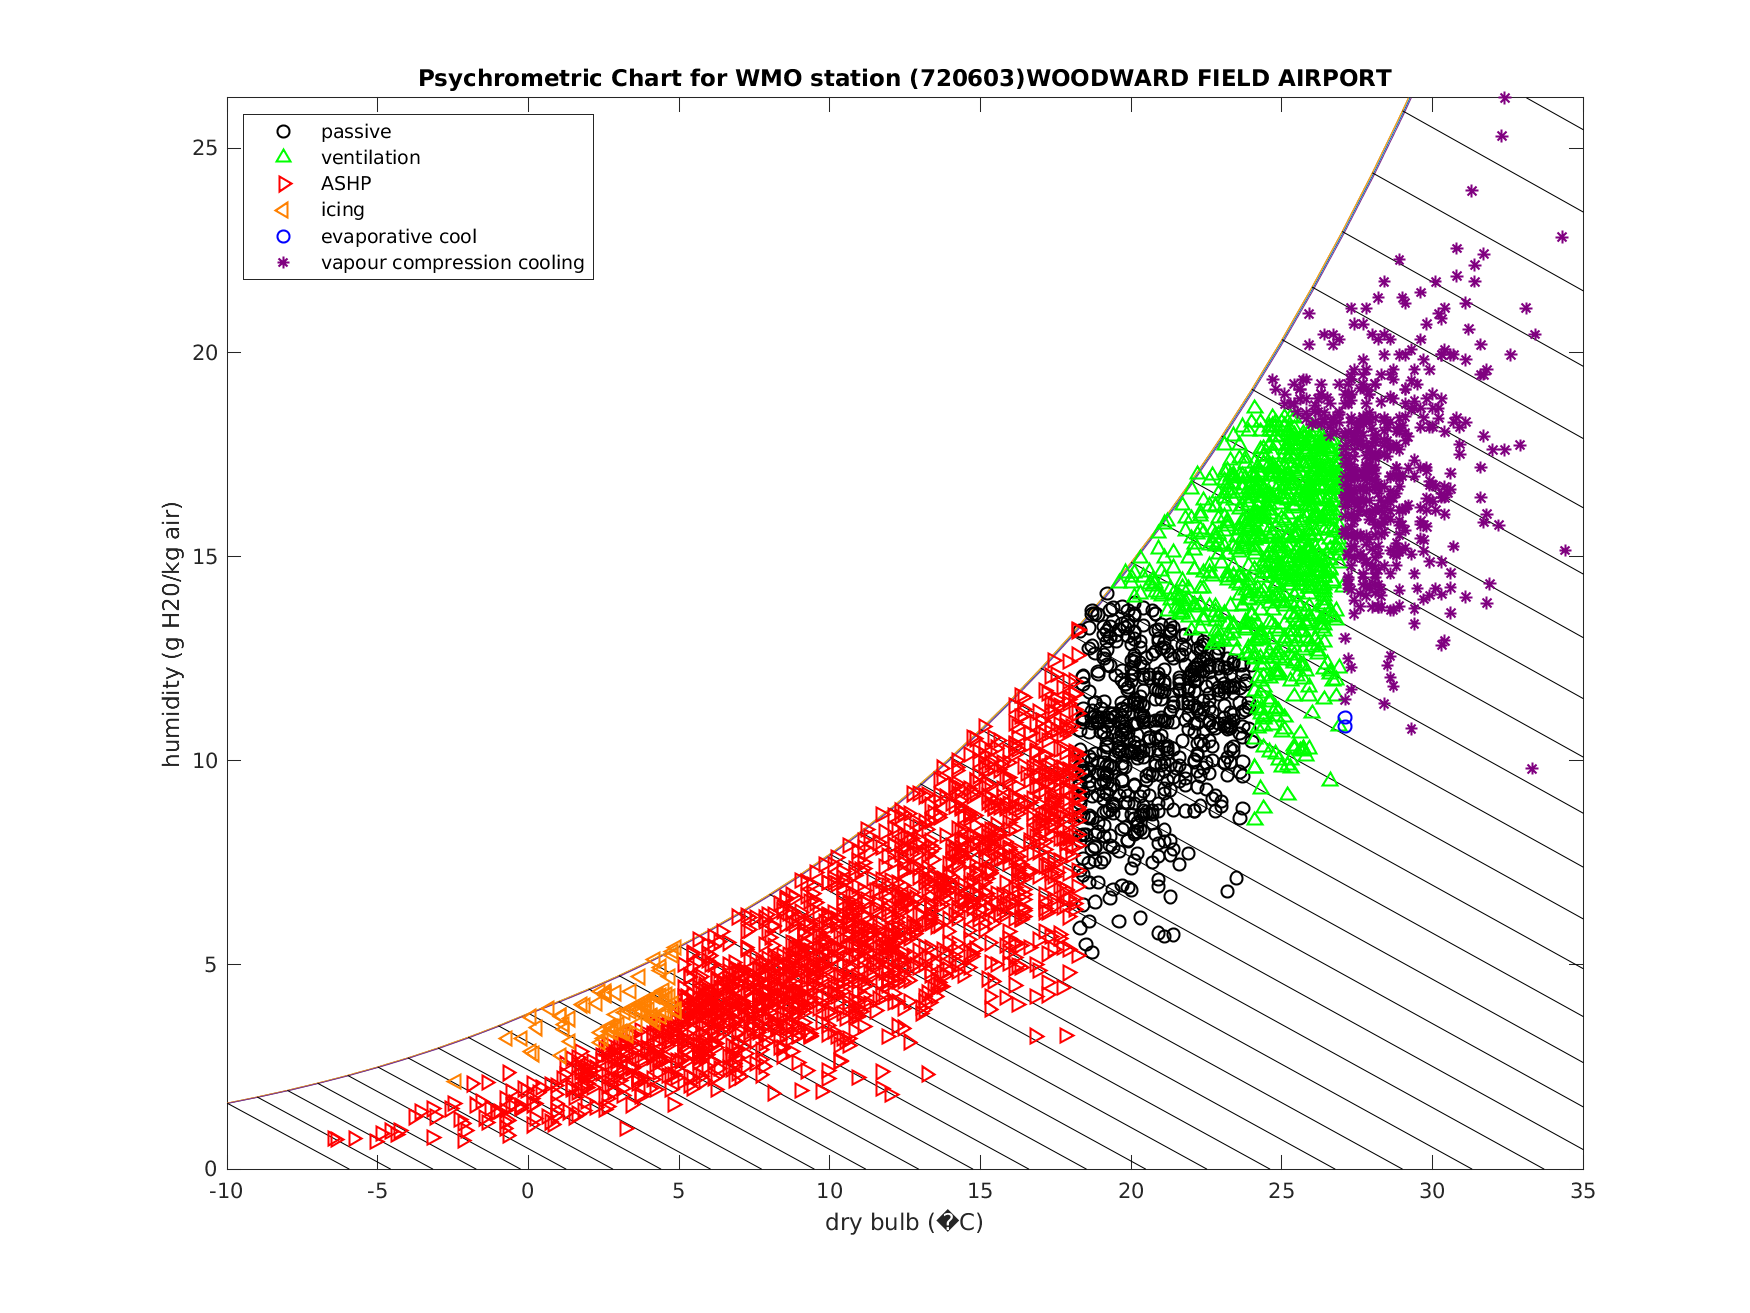 Psychrometric Chart for WMO station (720603)WOODWARD FIELD AIRPORT
passive
ventilation
ASHP
icing
evaporative cool
vapour compression cooling
humidity (g H20/kg air)
25
20
15
10
5
0
-10 -5 0 5 10 15 20 25 30 35
dry bulb (�C)